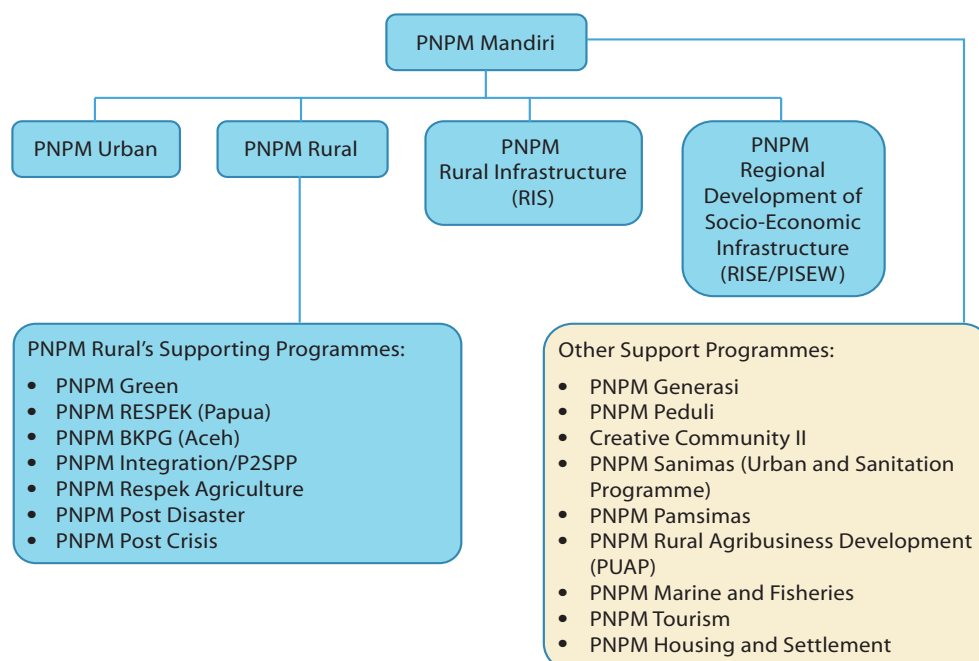 PNPM Mandiri
PNPM Urban
PNPM Rural
PNPM
Rural Infrastructure
(RIS)
PNPM
Regional
Development of
Socio-Economic
Infrastructure
(RISE/PISEW)
PNPM Rural's Supporting Programmes:
• PNPM Green
• PNPM RESPEK (Papua)
• PNPM BKPG (Aceh)
• PNPM Integration/P2SPP
• PNPM Respek Agriculture
• PNPM Post Disaster
• PNPM Post Crisis
Other Support Programmes:
• PNPM Generasi
• PNPM Peduli
• Creative Community II
• PNPM Sanimas (Urban and Sanitation
Programme)
• PNPM Pamsimas
• PNPM Rural Agribusiness Development
(PUAP)
• PNPM Marine and Fisheries
• PNPM Tourism
• PNPM Housing and Settlement